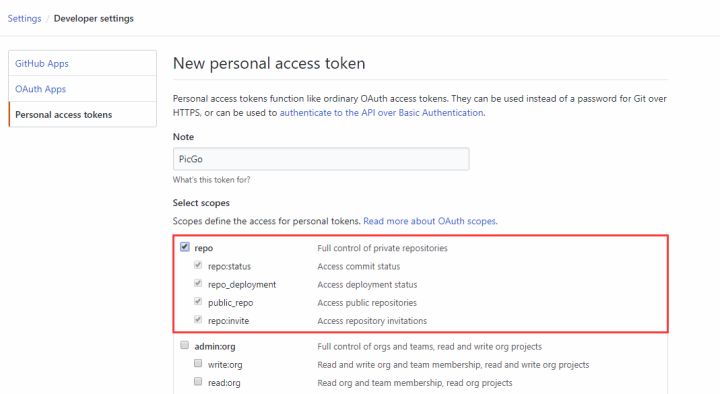 Settings / Developer settings
GitHub Apps
OAuth Apps
Personal access tokens
New personal access token
Personal access tokens function like ordinary OAuth access tokens. They can be used instead of a password for Git over
HTTPS, or can be used to authenticate to the API over Basic Authentication.
Note
PicGo
What's this token for?
Select scopes
Scopes define the access for personal tokens. Read more about OAuth scopes.
repo Full control of private repositories
repo:status Access commit status
repo_deployment Access deployment status
public_repo Access public repositories
repo:invite Access repository invitations
admin:org Full control of orgs and teams, read and write org projects
write:org Read and write org and team membership, read and write org projects
read:org Read org and team membership, read org projects